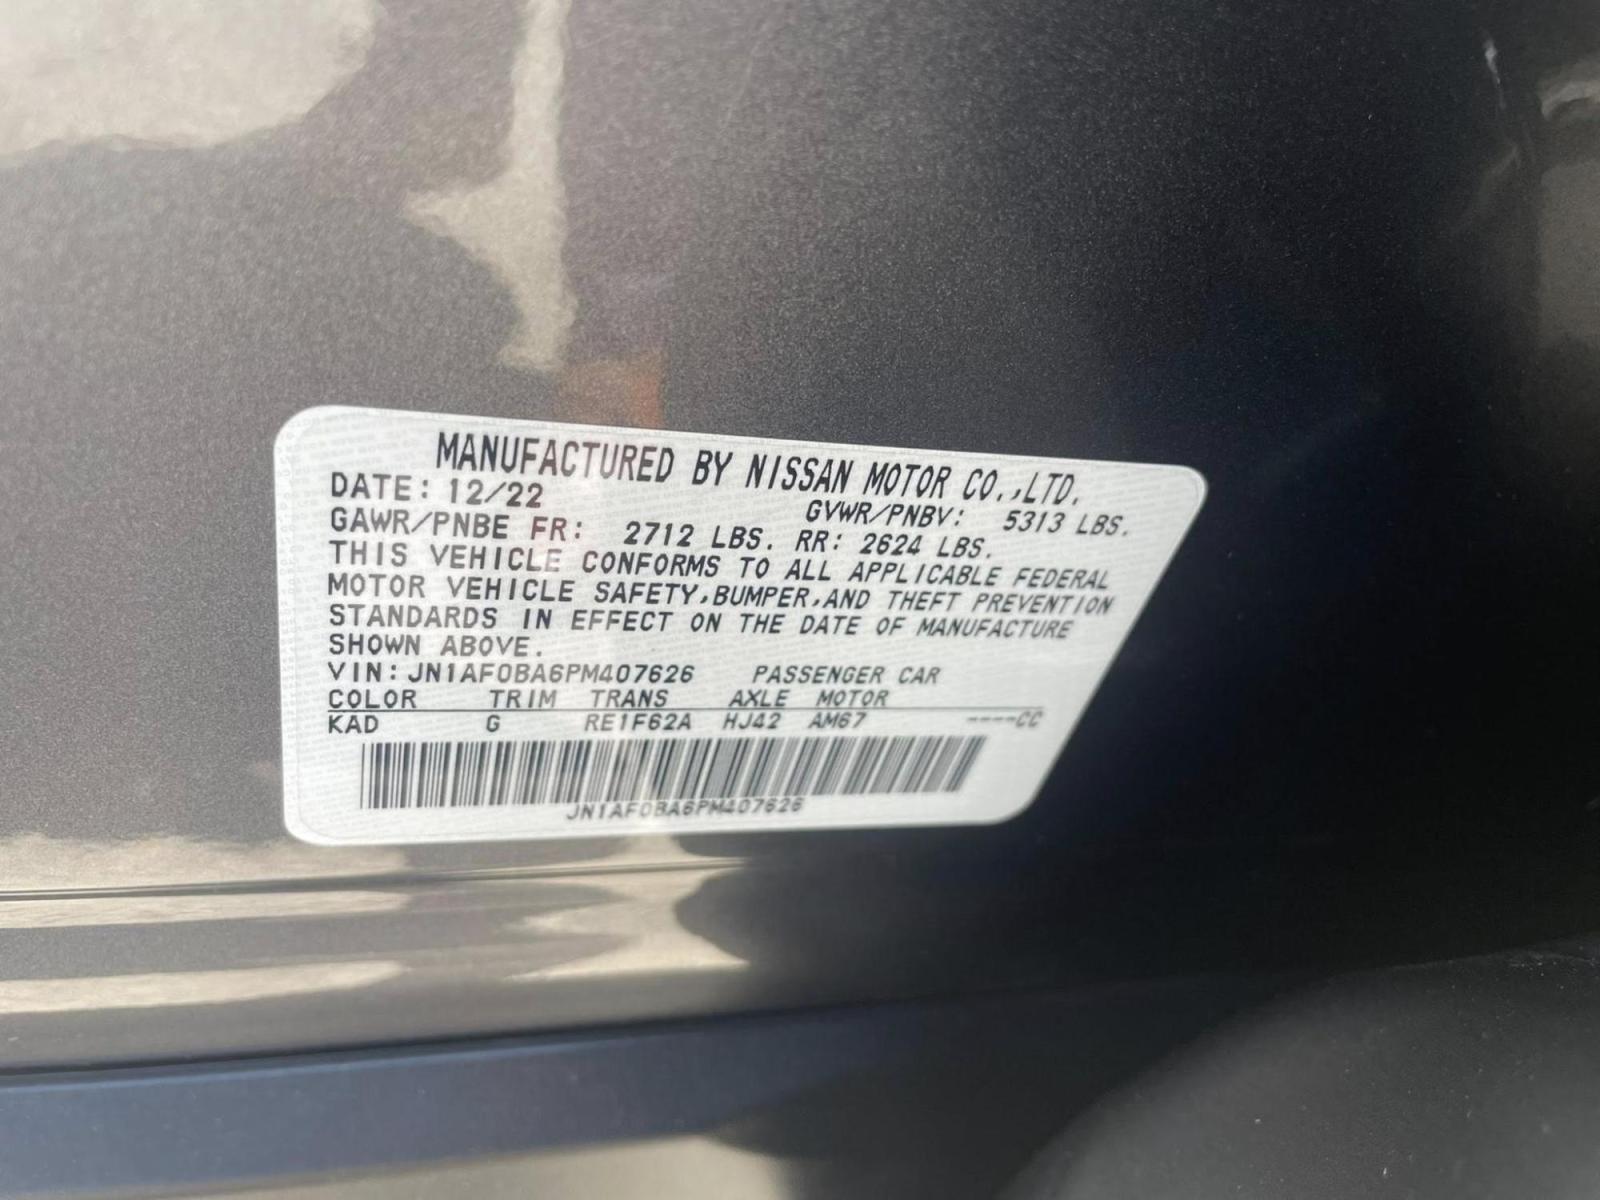 MANUFACTURED BY NISSAN MOTOR CO.,LTD.
DATE: 12/22 GVWR/PNBV: 5313 LBS.
GAWR/PNBE FR: 2712 LBS. RR: 2624 LBS.
THIS VEHICLE CONFORMS TO ALL APPLICABLE FEDERAL
MOTOR VEHICLE SAFETY,BUMPER,AND THEFT PREVENTION
STANDARDS IN EFFECT ON THE DATE OF MANUFACTURE
SHOWN ABOVE.
VIN:JN1AF0BA6PM407626 PASSENGER CAR
COLOR TRIM TRANS AXLE MOTOR
KAD G RE1F62A HJ42 AM67 ----CC
JN1AF0BA6PM407626